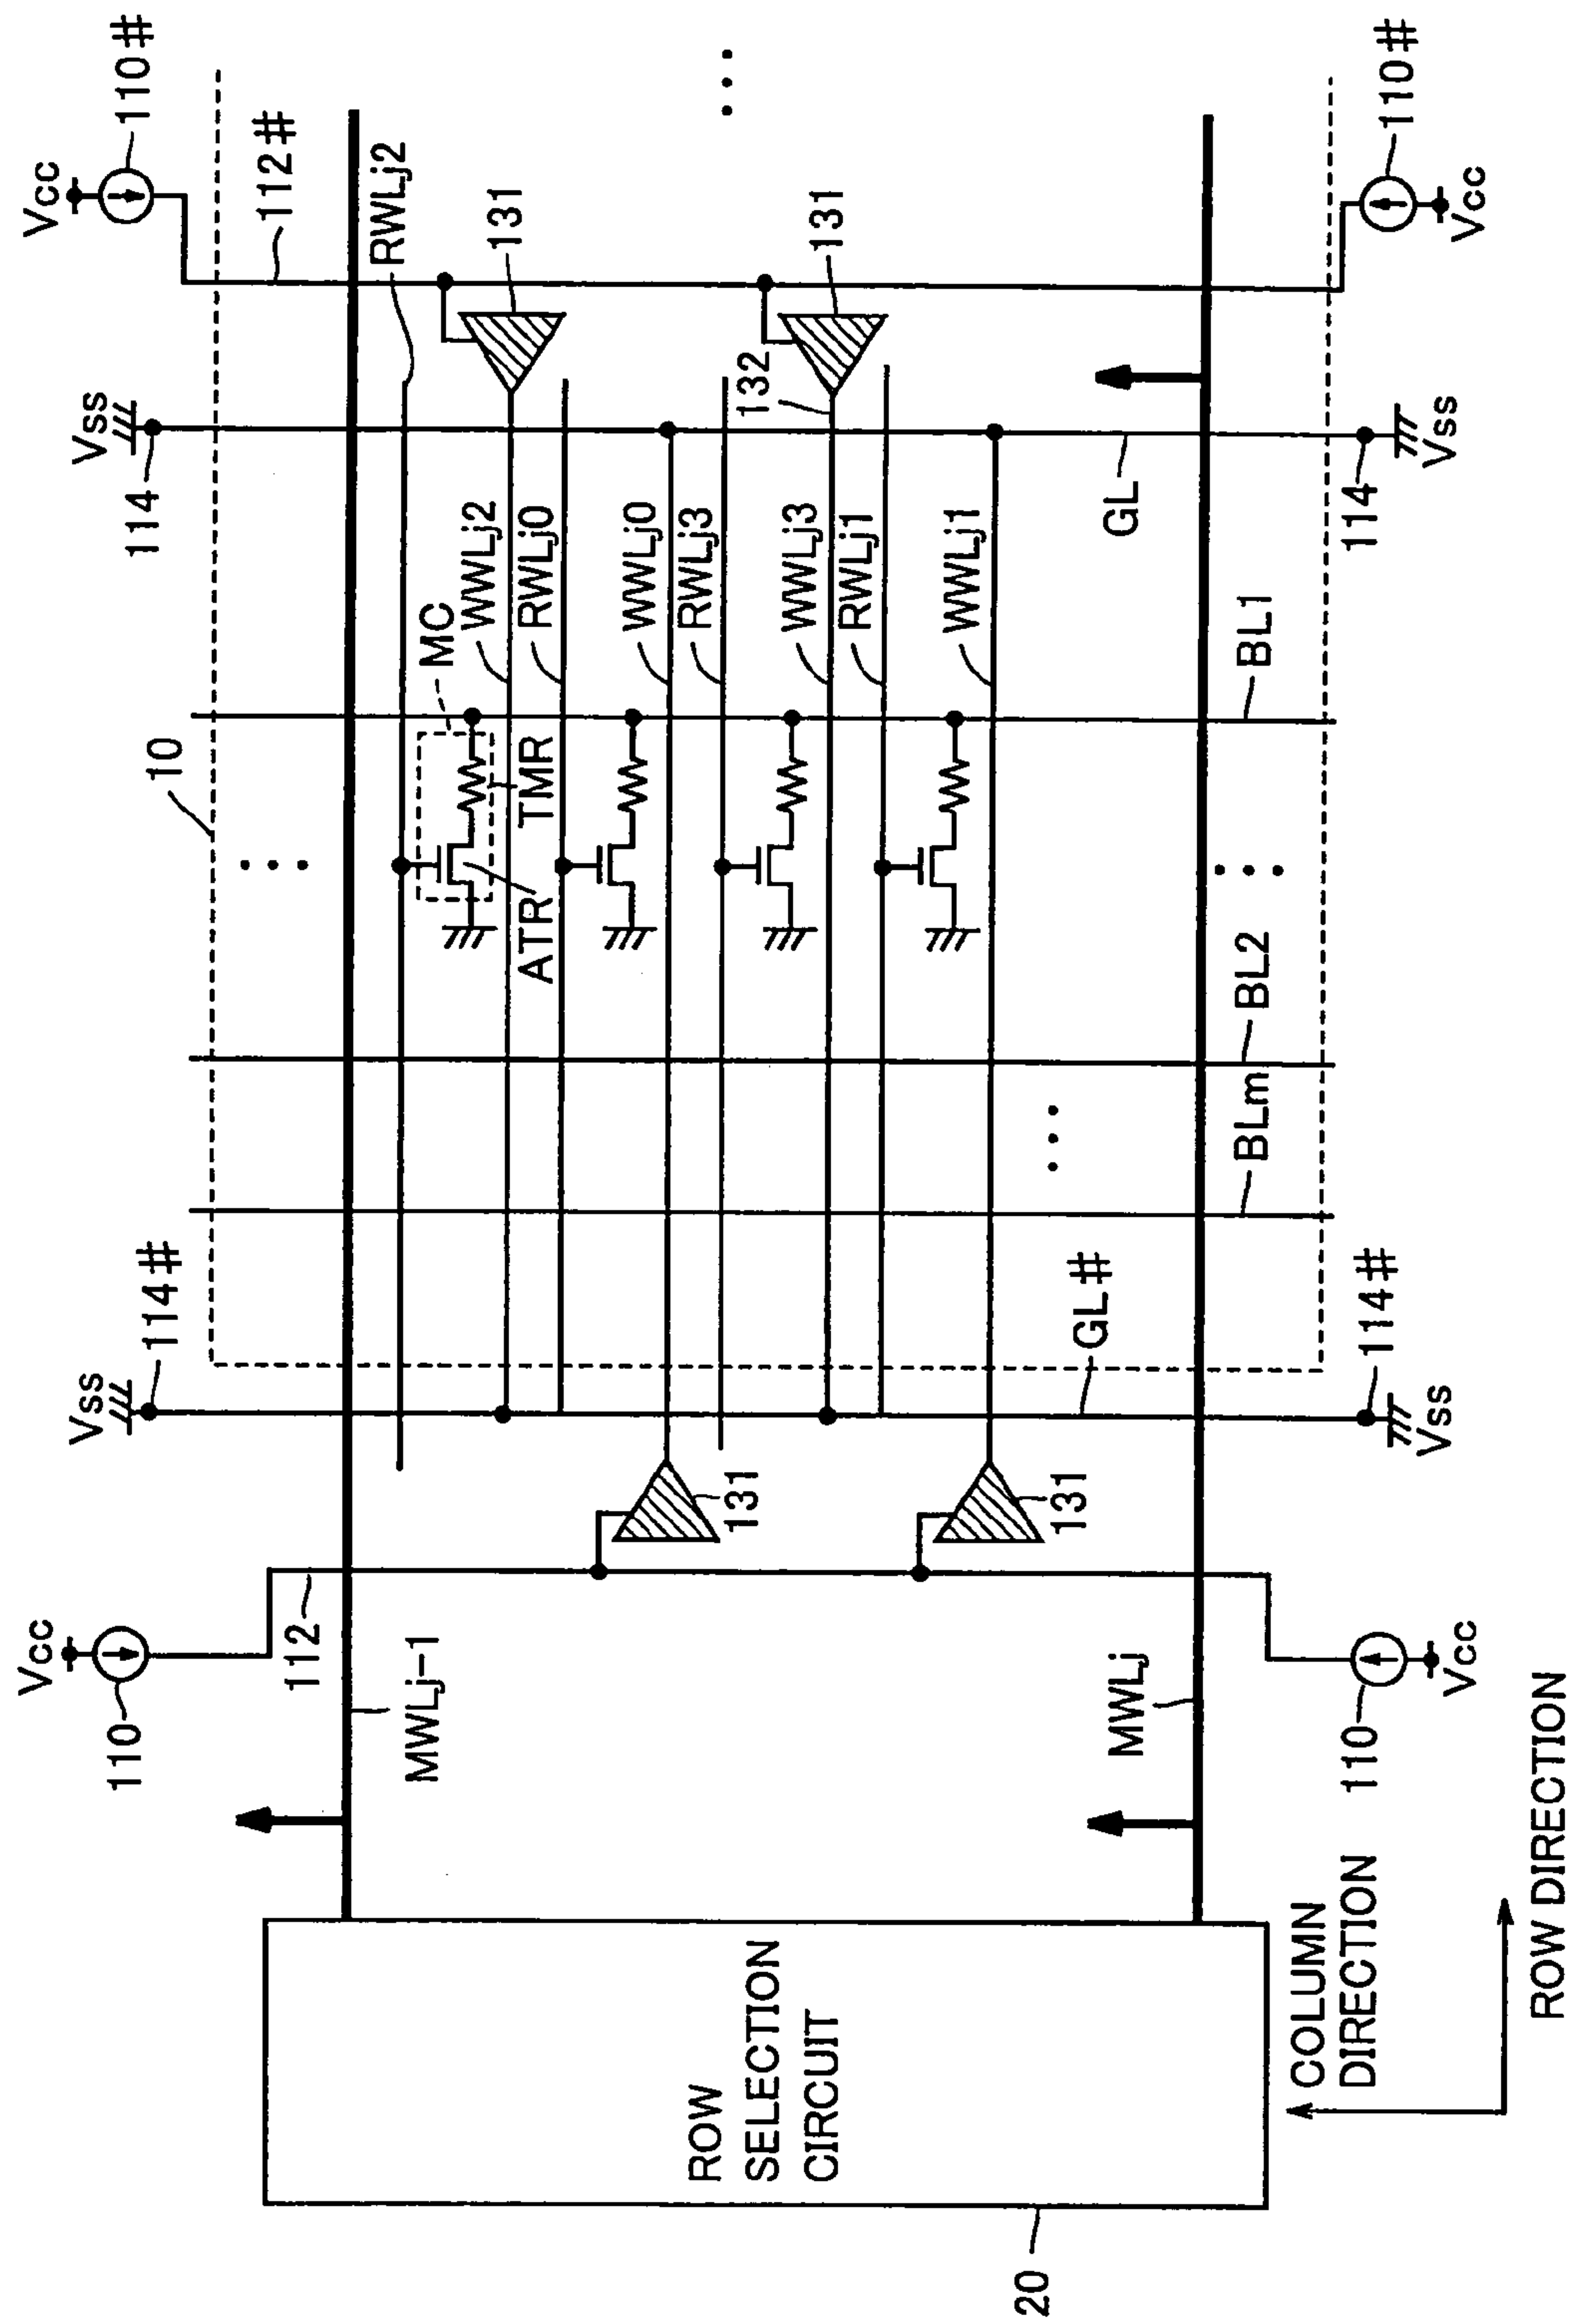 Vcc
110#
112#
RWLj2
131
131
110#
Vcc
Vss
114
132
GL
114
Vss
MC
WWLj2
RWLj0
WWLj0
RWLj3
WWLj3
RWLj1
WWLj1
BL1
10
TMR
ATR
BL2
BLm
Vss
114#
GL#
114#
Vss
131
131
Vcc
110
112
MWLj-1
MWLj
110
Vcc
ROW
SELECTION
CIRCUIT
20
COLUMN
DIRECTION
ROW DIRECTION